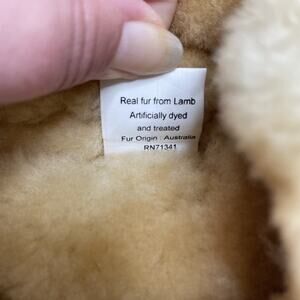 Real fur from Lamb
Artificially dyed
and treated
Fur Origin : Australia
RN71341